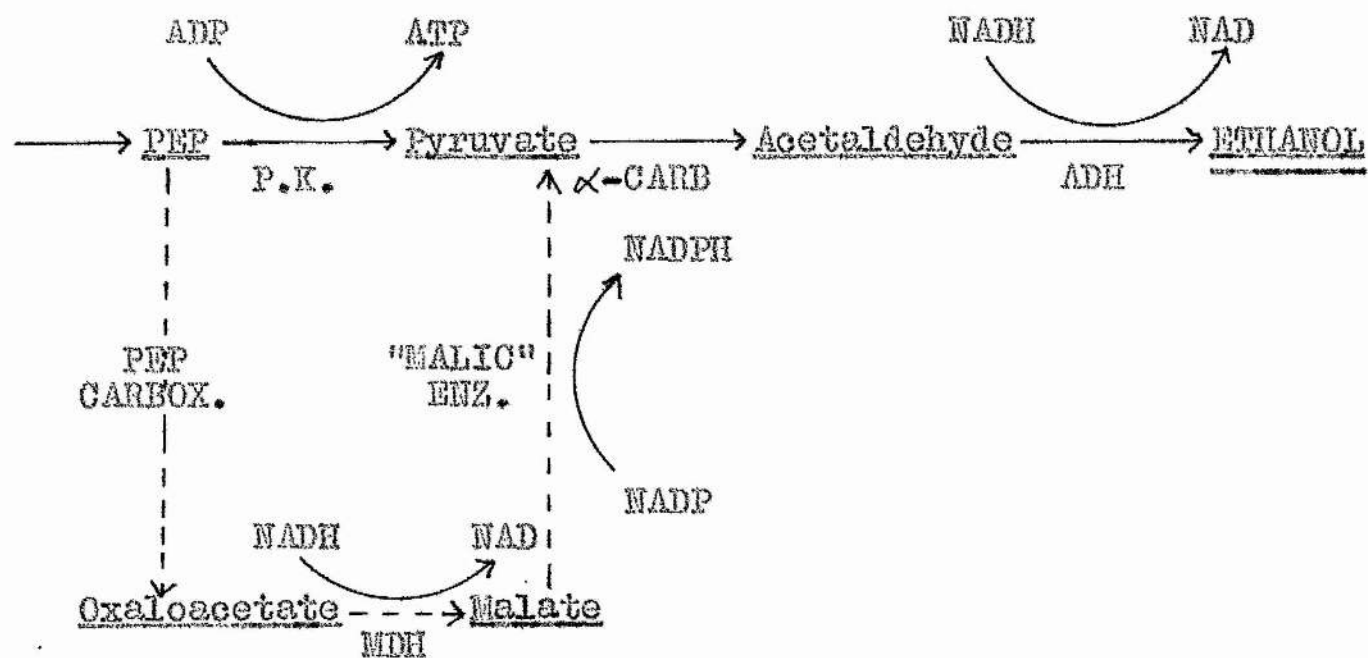 ADP ATP NADH NAD
PEP Pyruvate Acetaldehyde ETHANOL
P.K. α-CARB ADH
NADPH
PEP "MALIC"
CARBOX. ENZ.
NADP
NADH NAD
Oxaloacetate Malate
MDH